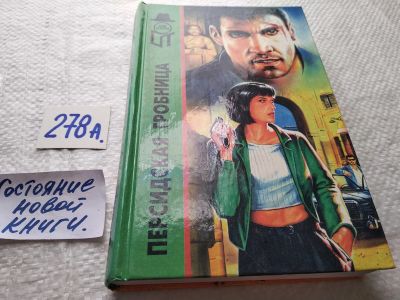 278А.
Состояние
новой
книги.
ПЕРСИДСКАЯ ГРОБНИЦА